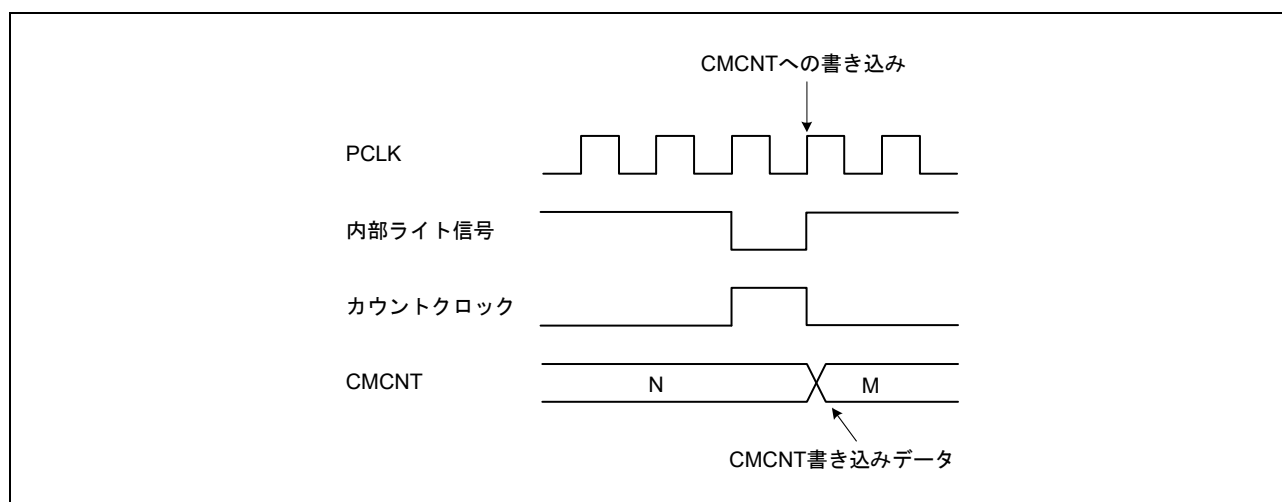 CMCNTへの書き込み
PCLK
内部ライト信号
カウントクロック
CMCNT
N
M
CMCNT書き込みデータ